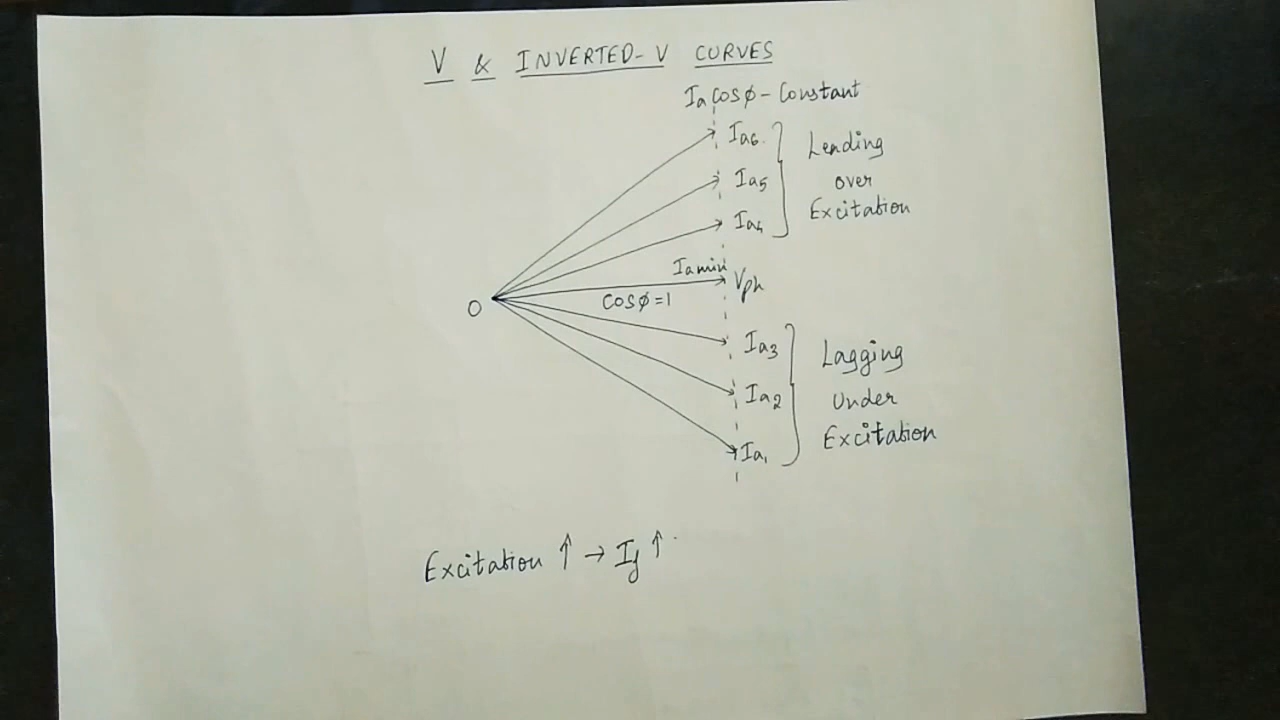 V & INVERTED-V CURVES
Ia Cosϕ - Constant
Ia6
Ia5
Ia4
Leading
over
Excitation
Iamin
Vph
O
Cosϕ=1
Ia3
Ia2
Ia1
Lagging
Under
Excitation
Excitation ↑ → If ↑